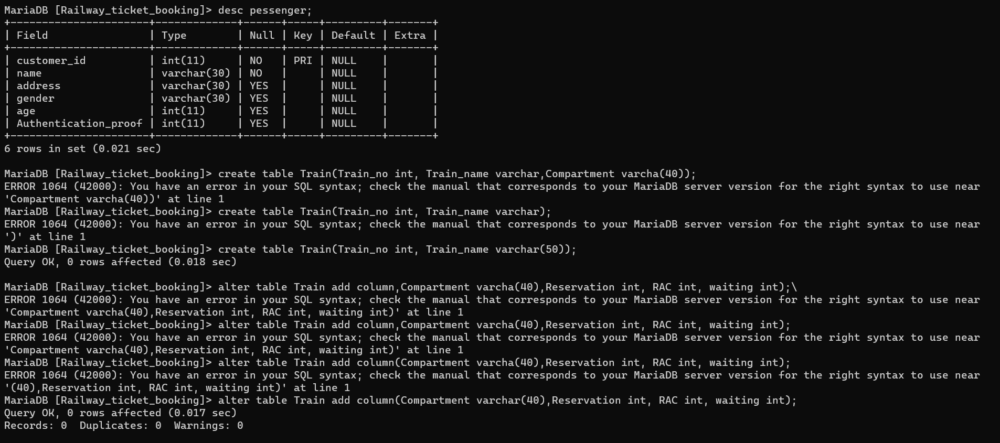 MariaDB [Railway_ticket_booking]> desc pessenger;
+----------------------+-------------+------+-----+---------+-------+
| Field                | Type        | Null | Key | Default | Extra |
+----------------------+-------------+------+-----+---------+-------+
| customer_id          | int(11)     | NO   | PRI | NULL    |       |
| name                 | varchar(30) | NO   |     | NULL    |       |
| address              | varchar(30) | YES  |     | NULL    |       |
| gender               | varchar(30) | YES  |     | NULL    |       |
| age                  | int(11)     | YES  |     | NULL    |       |
| Authentication_proof | int(11)     | YES  |     | NULL    |       |
+----------------------+-------------+------+-----+---------+-------+
6 rows in set (0.021 sec)

MariaDB [Railway_ticket_booking]> create table Train(Train_no int, Train_name varchar,Compartment varcha(40));
ERROR 1064 (42000): You have an error in your SQL syntax; check the manual that corresponds to your MariaDB server version for the right syntax to use near
'Compartment varcha(40))' at line 1
MariaDB [Railway_ticket_booking]> create table Train(Train_no int, Train_name varchar);
ERROR 1064 (42000): You have an error in your SQL syntax; check the manual that corresponds to your MariaDB server version for the right syntax to use near
')' at line 1
MariaDB [Railway_ticket_booking]> create table Train(Train_no int, Train_name varchar(50));
Query OK, 0 rows affected (0.018 sec)

MariaDB [Railway_ticket_booking]> alter table Train add column,Compartment varcha(40),Reservation int, RAC int, waiting int);\
ERROR 1064 (42000): You have an error in your SQL syntax; check the manual that corresponds to your MariaDB server version for the right syntax to use near
'Compartment varcha(40),Reservation int, RAC int, waiting int)' at line 1
MariaDB [Railway_ticket_booking]> alter table Train add column,Compartment varcha(40),Reservation int, RAC int, waiting int);
ERROR 1064 (42000): You have an error in your SQL syntax; check the manual that corresponds to your MariaDB server version for the right syntax to use near
'Compartment varcha(40),Reservation int, RAC int, waiting int)' at line 1
MariaDB [Railway_ticket_booking]> alter table Train add column(Compartment varcha(40),Reservation int, RAC int, waiting int);
ERROR 1064 (42000): You have an error in your SQL syntax; check the manual that corresponds to your MariaDB server version for the right syntax to use near
'(40),Reservation int, RAC int, waiting int)' at line 1
MariaDB [Railway_ticket_booking]> alter table Train add column(Compartment varchar(40),Reservation int, RAC int, waiting int);
Query OK, 0 rows affected (0.017 sec)
Records: 0  Duplicates: 0  Warnings: 0